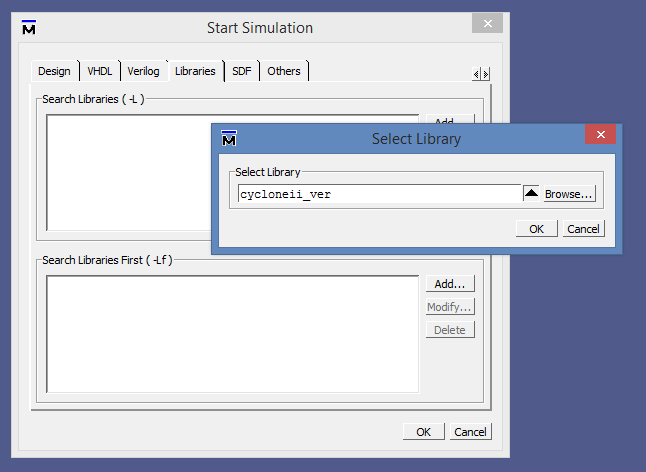 Start Simulation
Design VHDL Verilog Libraries SDF Others
Search Libraries ( -L )
Add...
Select Library
Select Library
cycloneii_ver
Browse...
OK Cancel
Search Libraries First ( -Lf )
Add...
Modify...
Delete
OK Cancel